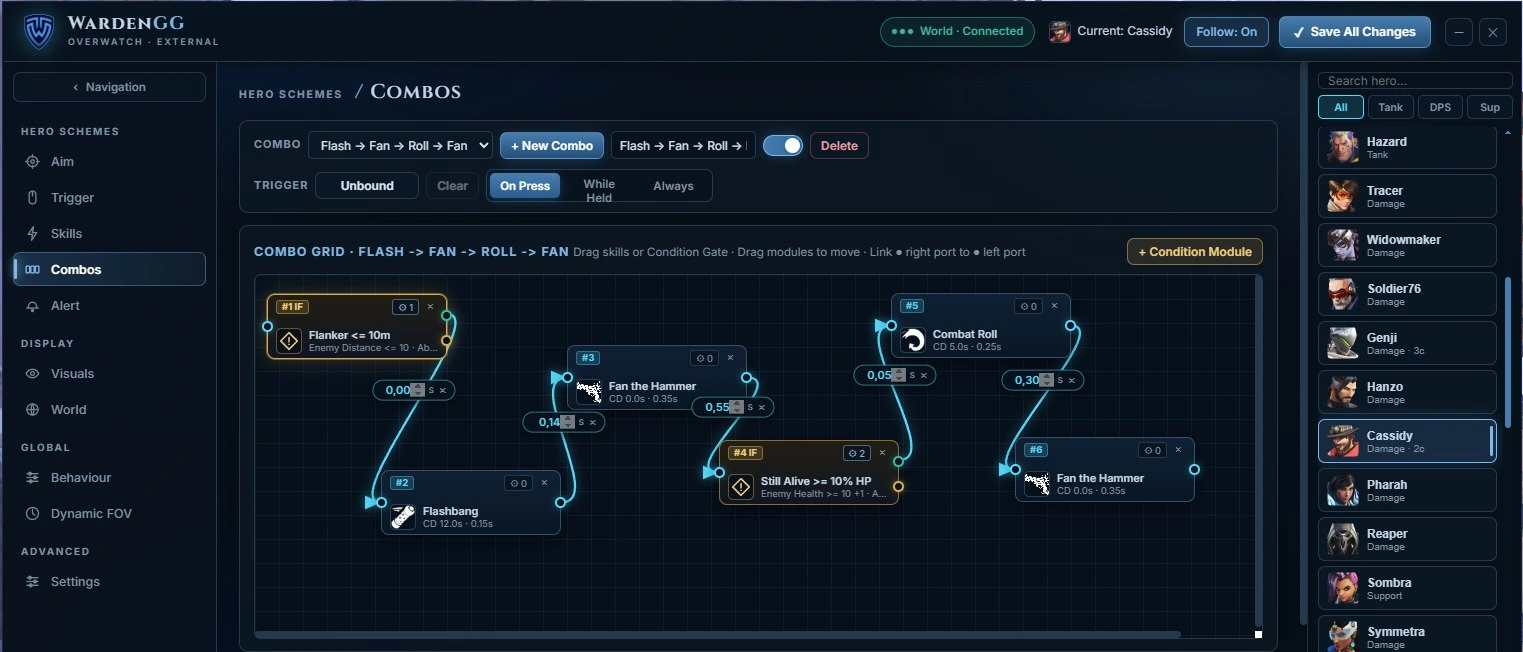 WARDENGG
OVERWATCH · EXTERNAL
World · Connected
Current: Cassidy
Follow: On
✓ Save All Changes
‹ Navigation
HERO SCHEMES
Aim
Trigger
Skills
Combos
Alert
DISPLAY
Visuals
World
GLOBAL
Behaviour
Dynamic FOV
ADVANCED
Settings
HERO SCHEMES / COMBOS
COMBO
Flash → Fan → Roll → Fan
+ New Combo
Flash → Fan → Roll →
Delete
TRIGGER
Unbound
Clear
On Press
While
Held
Always
COMBO GRID · FLASH -> FAN -> ROLL -> FAN Drag skills or Condition Gate · Drag modules to move · Link ● right port to ● left port
+ Condition Module
#1 IF
1 ×
Flanker <= 10m
Enemy Distance <= 10 · Ab...
0,00 s ×
#2
0 ×
Flashbang
CD 12.0s · 0.15s
0,14 s ×
#3
0 ×
Fan the Hammer
CD 0.0s · 0.35s
0,55 s ×
#4 IF
2 ×
Still Alive >= 10% HP
Enemy Health >= 10 +1 · A...
0,05 s ×
#5
0 ×
Combat Roll
CD 5.0s · 0.25s
0,30 s ×
#6
0 ×
Fan the Hammer
CD 0.0s · 0.35s
Search hero...
All
Tank
DPS
Sup
Hazard
Tank
Tracer
Damage
Widowmaker
Damage
Soldier76
Damage
Genji
Damage · 3c
Hanzo
Damage
Cassidy
Damage · 2c
Pharah
Damage
Reaper
Damage
Sombra
Support
Symmetra
Damage